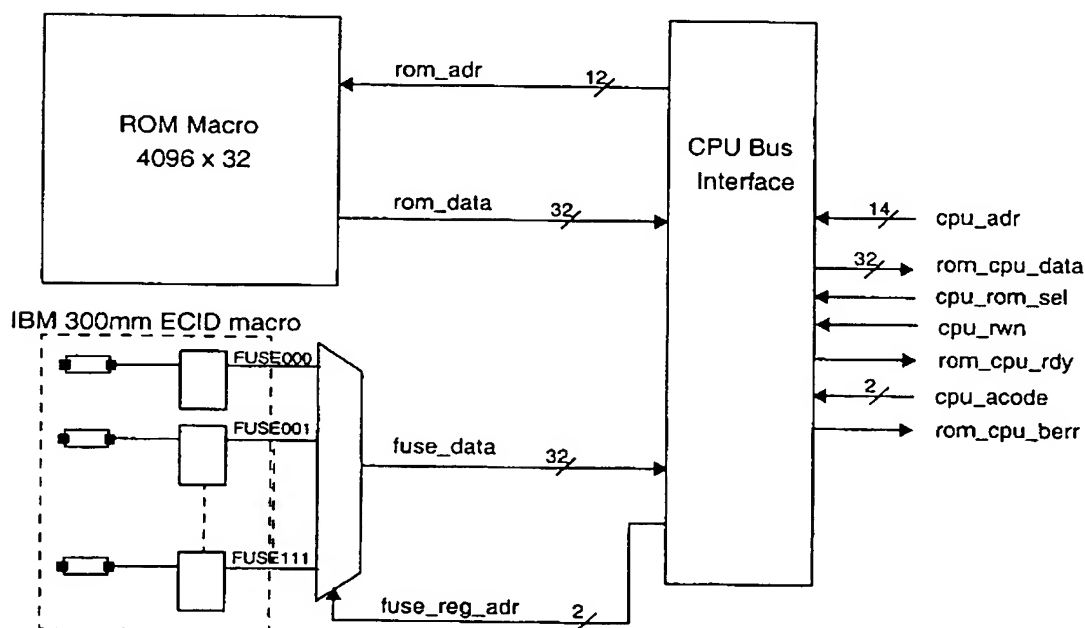 rom_adr
12
ROM Macro
4096 x 32
CPU Bus
Interface
rom_data
32
14
cpu_adr
32
rom_cpu_data
cpu_rom_sel
cpu_rwn
rom_cpu_rdy
2
cpu_acode
rom_cpu_berr
IBM 300mm ECID macro
FUSE000
FUSE001
fuse_data
32
FUSE111
fuse_reg_adr
2